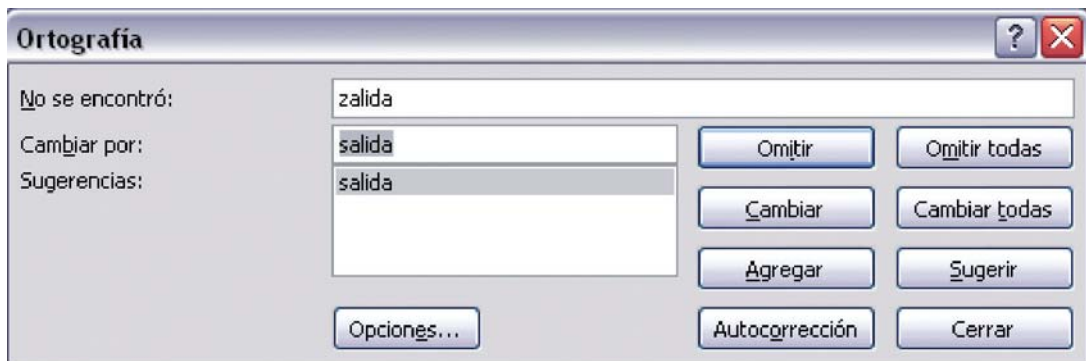 Ortografía
?
No se encontró: zalida
Cambiar por: salida Omitir Omitir todas
Sugerencias: salida
Cambiar Cambiar todas
Agregar Sugerir
Opciones... Autocorrección Cerrar